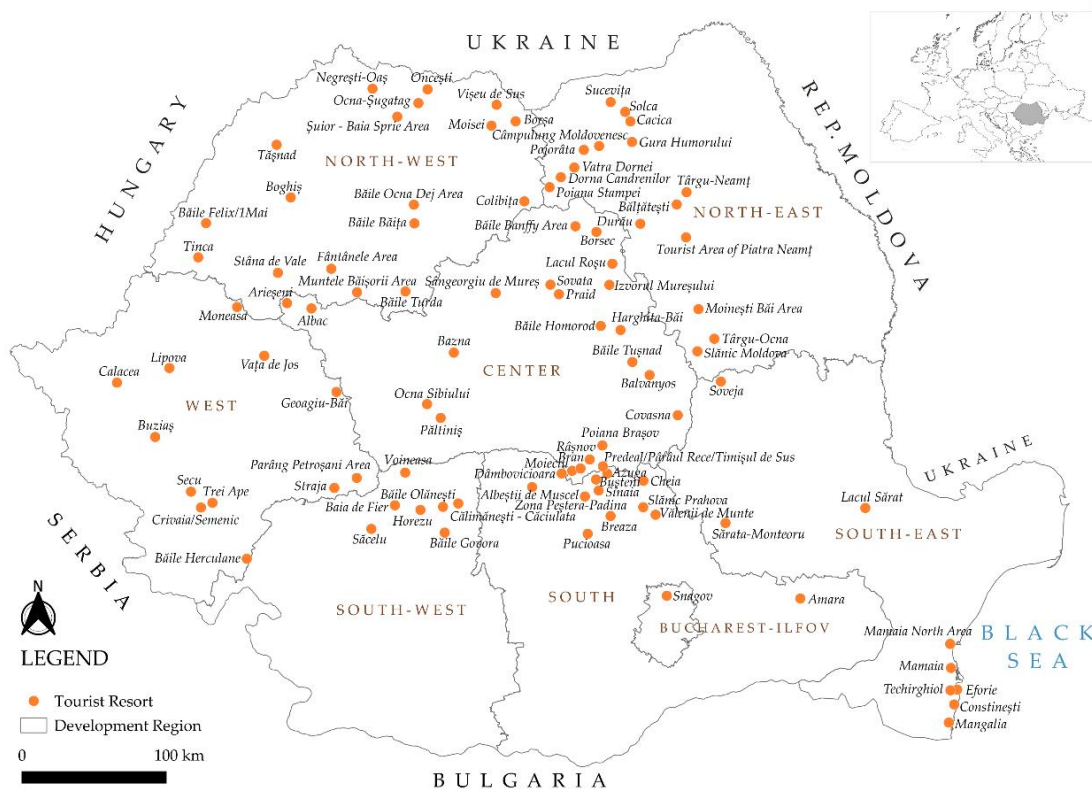 UKRAINE
HUNGARY
REP. MOLDOVA
Negrești-Oaș
Oncești
Ocna-Șugatag
Șuior - Baia Sprie Area
Vișeu de Sus
Moisei
Borșa
Sucevița
Solca
Cacica
Câmpulung Moldovenesc
Pojorâta
Gura Humorului
Tășnad
NORTH-WEST
Vatra Dornei
Dorna Candrenilor
Poiana Stampei
Târgu-Neamț
Boghiș
Băile Ocna Dej Area
Colibița
Bălțătești
NORTH-EAST
Băile Felix/1Mai
Băile Băița
Băile Banffy Area
Durău
Borsec
Tourist Area of Piatra Neamț
Tinca
Stâna de Vale
Fântânele Area
Lacul Roșu
Muntele Băișorii Area
Sângeorgiu de Mureș
Sovata
Praid
Izvorul Mureșului
Arieșeni
Băile Turda
Moneasa
Albac
Moinești Băi Area
Băile Homorod
Harghita-Băi
Târgu-Ocna
Slănic Moldova
Bazna
Băile Tușnad
Lipova
Vața de Jos
Calacea
CENTER
Balvanyos
Soveja
WEST
Geoagiu-Băi
Ocna Sibiului
Păltiniș
Covasna
Buziaș
Poiana Brașov
Râșnov
Bran
Predeal/Pârâul Rece/Timișul de Sus
Moieciu
Dâmbovicioara
Azuga
Bușteni
Cheia
UKRAINE
Parâng Petroșani Area
Voineasa
Straja
Secu
Trei Ape
Crivaia/Semenic
Băile Olănești
Baia de Fier
Horezu
Călimănești - Căciulata
Albeștii de Muscel
Sinaia
Zona Peștera-Padina
Slănic Prahova
Vălenii de Munte
Lacul Sărat
Săcelu
Băile Govora
Breaza
Pucioasa
Sărata-Monteoru
SOUTH-EAST
SERBIA
Băile Herculane
N
SOUTH-WEST
SOUTH
Snagov
Amara
BUCHAREST-ILFOV
Mamaia North Area
BLACK
SEA
LEGEND
Mamaia
Techirghiol
Eforie
Constinești
Mangalia
Tourist Resort
Development Region
0
100 km
BULGARIA